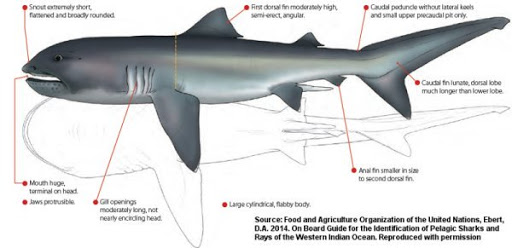 Snout extremely short,
flattened and broadly rounded.
First dorsal fin moderately high,
semi-erect, angular.
Caudal peduncle without lateral keels
and small upper precaudal pit only.
Caudal fin lunate, dorsal lobe
much longer than lower lobe.
Anal fin smaller in size
to second dorsal fin.
Mouth huge,
terminal on head.
Jaws protrusible.
Gill openings
moderately long, not
nearly encircling head.
Large cylindrical, flabby body.
Source: Food and Agriculture Organization of the United Nations, Ebert,
D.A. 2014. On Board Guide for the Identification of Pelagic Sharks and
Rays of the Western Indian Ocean. Reproduced with permission